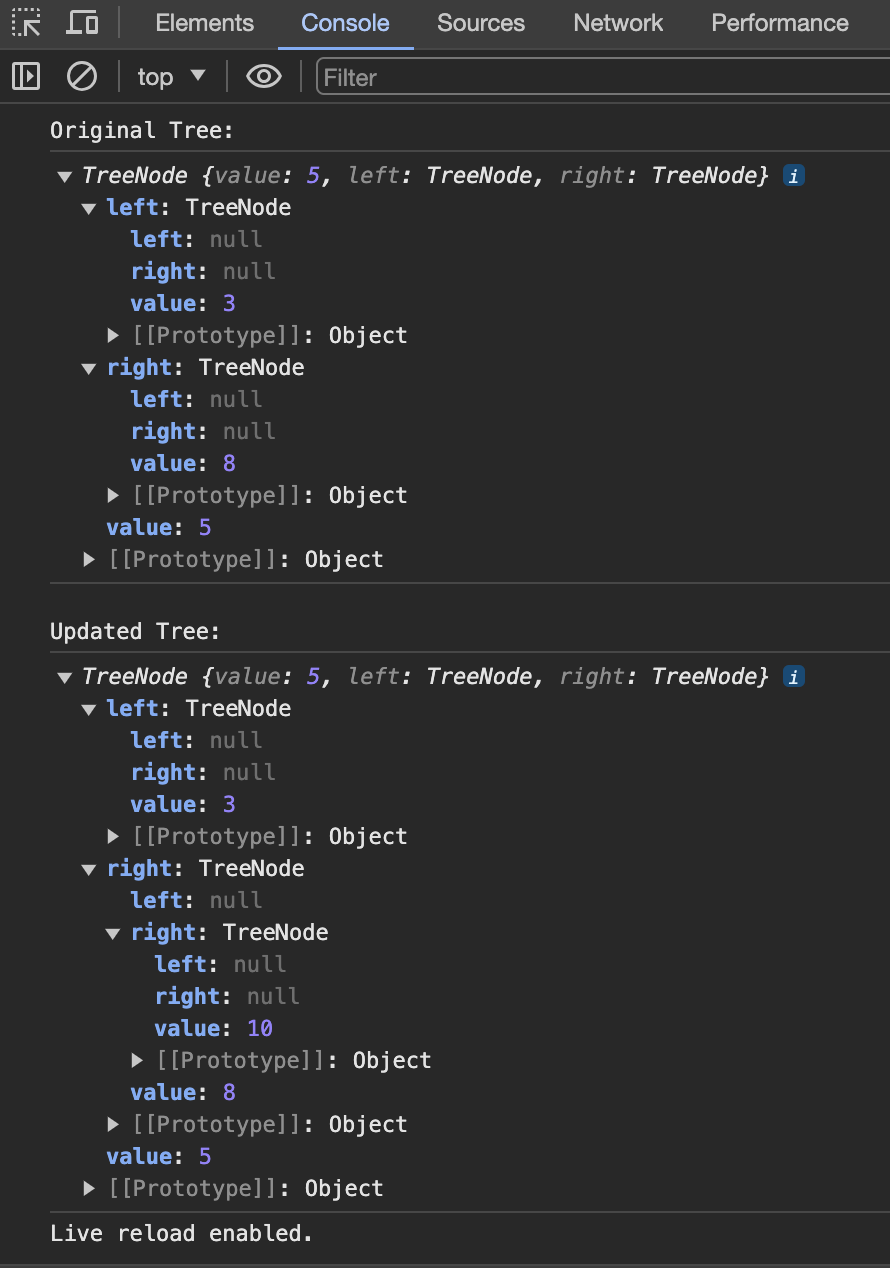 Elements Console Sources Network Performance
top Filter
Original Tree:
TreeNode {value: 5, left: TreeNode, right: TreeNode} i
left: TreeNode
left: null
right: null
value: 3
[[Prototype]]: Object
right: TreeNode
left: null
right: null
value: 8
[[Prototype]]: Object
value: 5
[[Prototype]]: Object
Updated Tree:
TreeNode {value: 5, left: TreeNode, right: TreeNode} i
left: TreeNode
left: null
right: null
value: 3
[[Prototype]]: Object
right: TreeNode
left: null
right: TreeNode
left: null
right: null
value: 10
[[Prototype]]: Object
value: 8
[[Prototype]]: Object
value: 5
[[Prototype]]: Object
Live reload enabled.